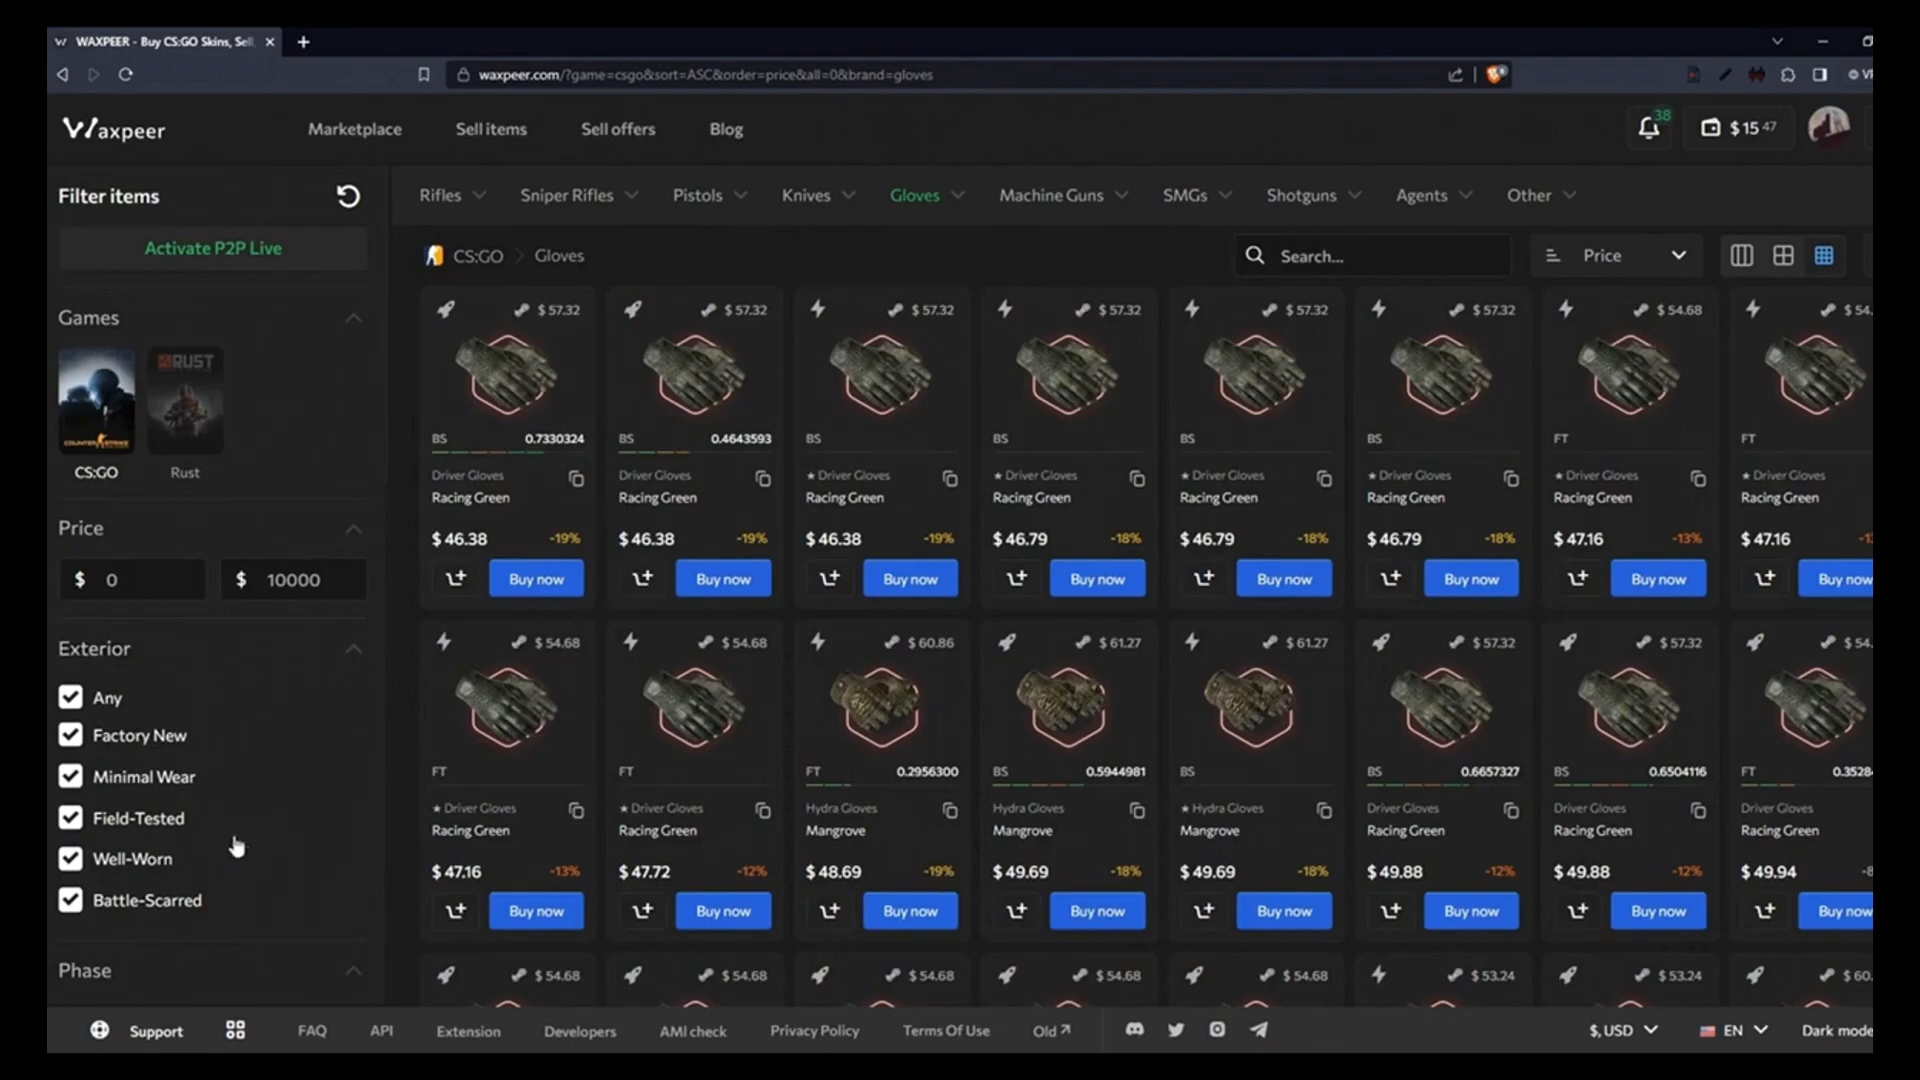 WAXPEER - Buy CS:GO Skins, Sell
waxpeer.com/?game=csgo&sort=ASC&order=price&all=0&brand=gloves
Waxpeer
Marketplace
Sell items
Sell offers
Blog
38
$ 15 47
Filter items
Activate P2P Live
Games
RUST
COUNTER STRIKE
CS:GO
Rust
Price
$ 0
$ 10000
Exterior
Any
Factory New
Minimal Wear
Field-Tested
Well-Worn
Battle-Scarred
Phase
Rifles
Sniper Rifles
Pistols
Knives
Gloves
Machine Guns
SMGs
Shotguns
Agents
Other
CS:GO
Gloves
Search...
Price
$ 57.32
BS 0.7330324
Driver Gloves
Racing Green
$ 46.38 -19%
Buy now
$ 57.32
BS 0.4643593
Driver Gloves
Racing Green
$ 46.38 -19%
Buy now
$ 57.32
BS
★ Driver Gloves
Racing Green
$ 46.38 -19%
Buy now
$ 57.32
BS
★ Driver Gloves
Racing Green
$ 46.79 -18%
Buy now
$ 57.32
BS
★ Driver Gloves
Racing Green
$ 46.79 -18%
Buy now
$ 57.32
BS
★ Driver Gloves
Racing Green
$ 46.79 -18%
Buy now
$ 54.68
FT
★ Driver Gloves
Racing Green
$ 47.16 -13%
Buy now
$ 54.
FT
★ Driver Gloves
Racing Green
$ 47.16
Buy now
$ 54.68
FT
★ Driver Gloves
Racing Green
$ 47.16 -13%
Buy now
$ 54.68
FT
★ Driver Gloves
Racing Green
$ 47.72 -12%
Buy now
$ 60.86
FT 0.2956300
Hydra Gloves
Mangrove
$ 48.69 -19%
Buy now
$ 61.27
BS 0.5944981
Hydra Gloves
Mangrove
$ 49.69 -18%
Buy now
$ 61.27
BS
★ Hydra Gloves
Mangrove
$ 49.69 -18%
Buy now
$ 57.32
BS 0.6657327
Driver Gloves
Racing Green
$ 49.88 -12%
Buy now
$ 57.32
BS 0.6504116
Driver Gloves
Racing Green
$ 49.88 -12%
Buy now
$ 54.
FT 0.3528
Driver Gloves
Racing Green
$ 49.94 -8
Buy now
$ 54.68
$ 54.68
$ 54.68
$ 54.68
$ 54.68
$ 53.24
$ 53.24
$ 60.
Support
FAQ
API
Extension
Developers
AMI check
Privacy Policy
Terms Of Use
Old
$, USD
EN
Dark mode